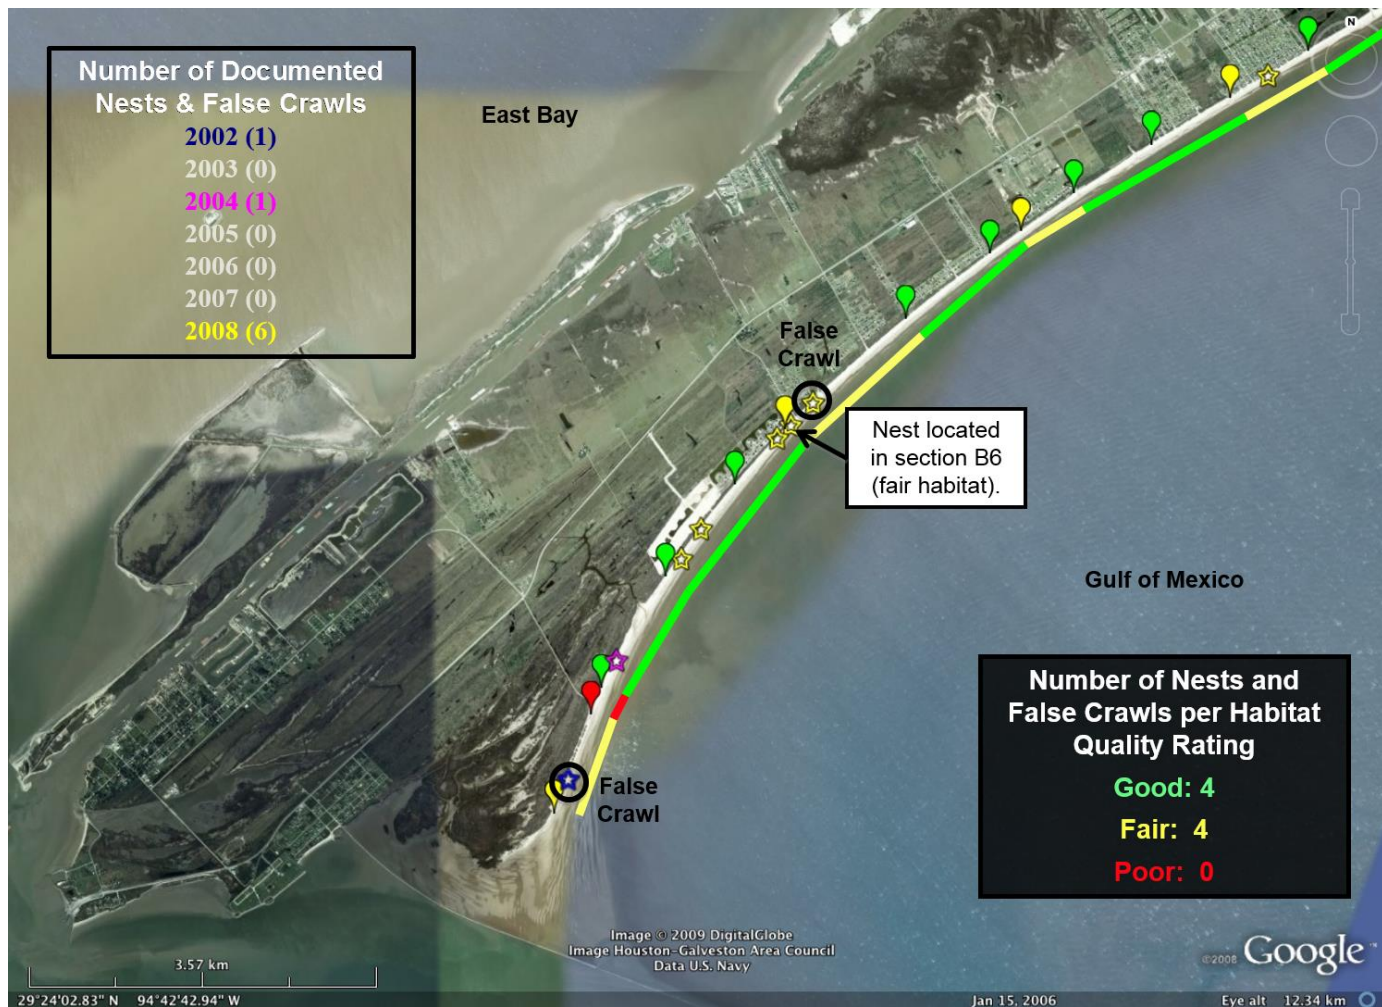 Number of Documented
Nests & False Crawls
2002 (1)
2003 (0)
2004 (1)
2005 (0)
2006 (0)
2007 (0)
2008 (6)
East Bay
N
False
Crawl
Nest located
in section B6
(fair habitat).
Gulf of Mexico
Number of Nests and
False Crawls per Habitat
Quality Rating
Good: 4
Fair: 4
Poor: 0
False
Crawl
Image © 2009 DigitalGlobe
Image Houston-Galveston Area Council
Data U.S. Navy
©2008 Google™
3.57 km
29°24'02.83" N 94°42'42.94" W
Jan 15, 2006
Eye alt 12.34 km